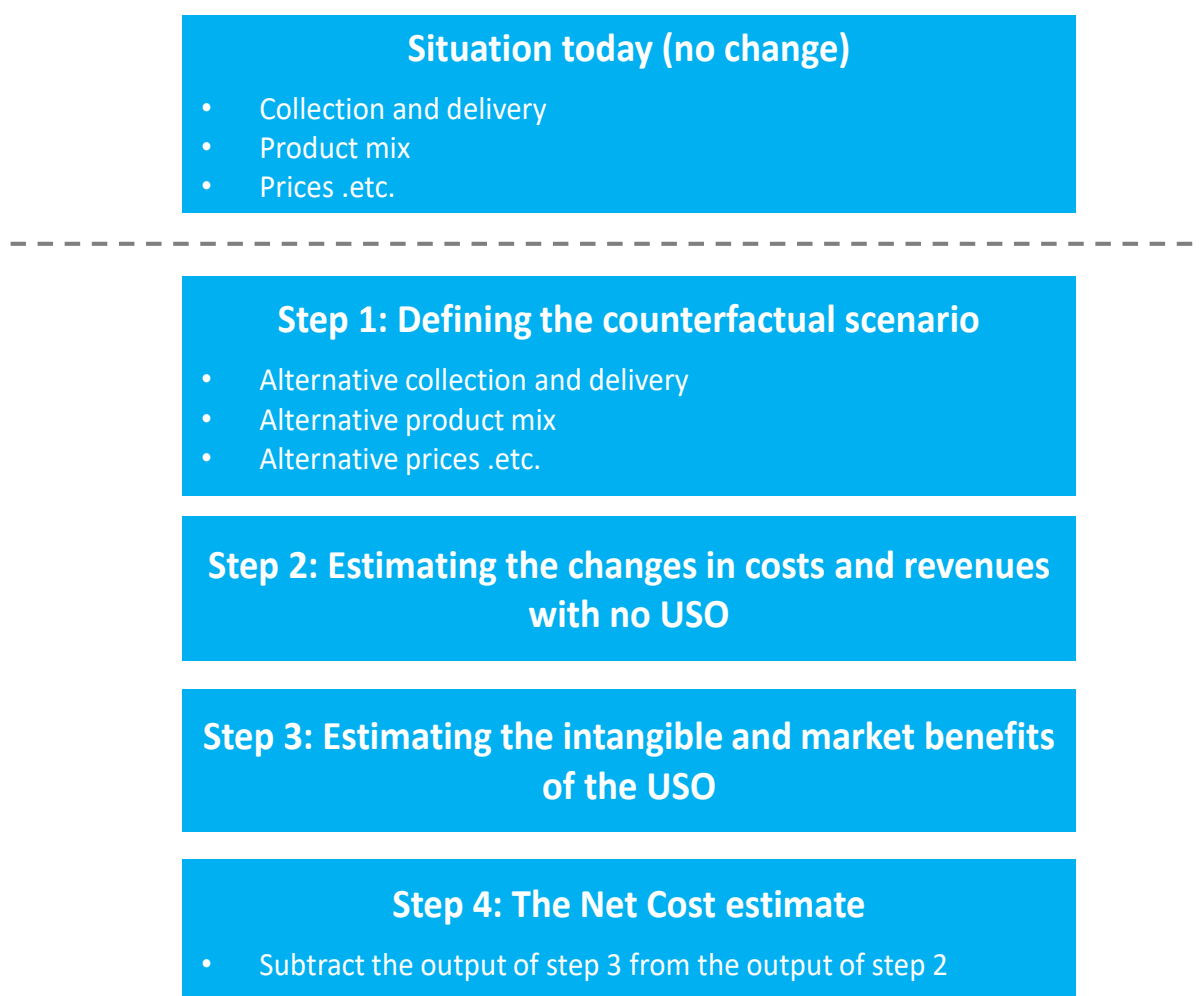 Situation today (no change)
• Collection and delivery
• Product mix
• Prices .etc.
Step 1: Defining the counterfactual scenario
• Alternative collection and delivery
• Alternative product mix
• Alternative prices .etc.
Step 2: Estimating the changes in costs and revenues
with no USO
Step 3: Estimating the intangible and market benefits
of the USO
Step 4: The Net Cost estimate
• Subtract the output of step 3 from the output of step 2